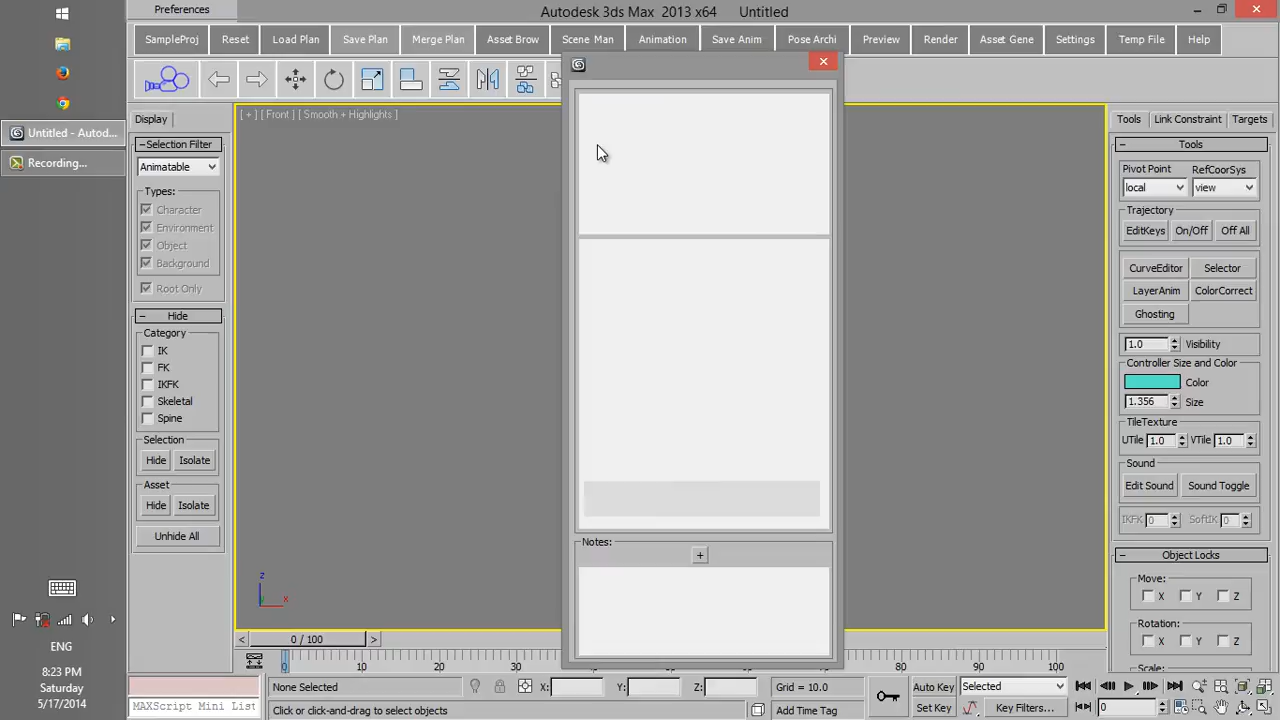 Preferences
Autodesk 3ds Max 2013 x64 Untitled
SampleProj Reset Load Plan Save Plan Merge Plan Asset Brow Scene Man Animation Save Anim Pose Archi Preview Render Asset Gene Settings Temp File Help
Untitled - Autod...
Recording...
ENG
8:23 PM
Saturday
5/17/2014
Display
Selection Filter
Animatable
Types:
Character
Environment
Object
Background
Root Only
Hide
Category
IK
FK
IKFK
Skeletal
Spine
Selection
Hide Isolate
Asset
Hide Isolate
Unhide All
[ + ] [ Front ] [ Smooth + Highlights ]
z
x
y
Notes:
+
Tools Link Constraint Targets
Tools
Pivot Point RefCoorSys
local view
Trajectory
EditKeys On/Off Off All
CurveEditor Selector
LayerAnim ColorCorrect
Ghosting
1.0 Visibility
Controller Size and Color
Color
1.356 Size
TileTexture
UTile 1.0 VTile 1.0
Sound
Edit Sound Sound Toggle
IKFK 0 SoftIK 0
Object Locks
Move:
X Y Z
Rotation:
X Y Z
Scale:
< 0 / 100 >
0 10 20 30 80 90 100
None Selected X: Y: Z: Grid = 10.0 Auto Key Selected
MAXScript Mini List Click or click-and-drag to select objects Add Time Tag Set Key Key Filters... 0